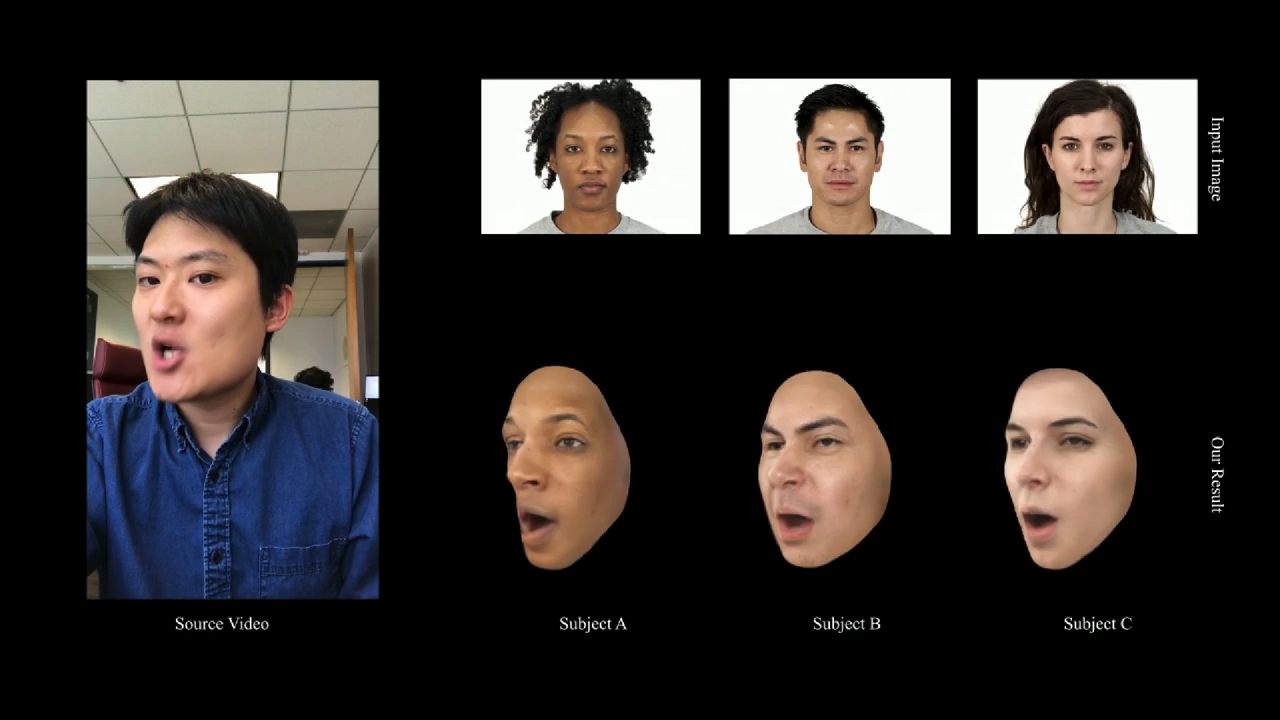 Input Image
Our Result
Source Video
Subject A
Subject B
Subject C